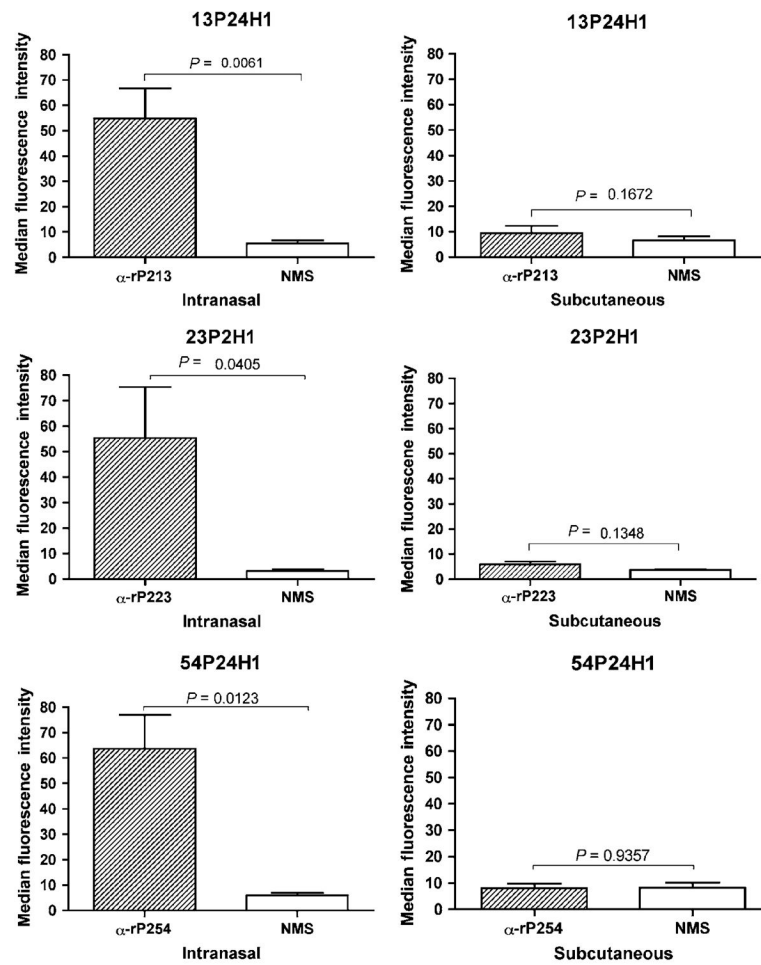 13P24H1
Median fluorescence intensity
80
70
60
50
40
30
20
10
0
P = 0.0061
α-rP213 NMS
Intranasal
13P24H1
Median fluorescence intensity
80
70
60
50
40
30
20
10
0
P = 0.1672
α-rP213 NMS
Subcutaneous
23P2H1
Median fluorescence intensity
80
70
60
50
40
30
20
10
0
P = 0.0405
α-rP223 NMS
Intranasal
23P2H1
Median fluorescene intensity
80
70
60
50
40
30
20
10
0
P = 0.1348
α-rP223 NMS
Subcutaneous
54P24H1
Median fluorescence intensity
80
70
60
50
40
30
20
10
0
P = 0.0123
α-rP254 NMS
Intranasal
54P24H1
Median fluorescence intensity
80
70
60
50
40
30
20
10
0
P = 0.9357
α-rP254 NMS
Subcutaneous